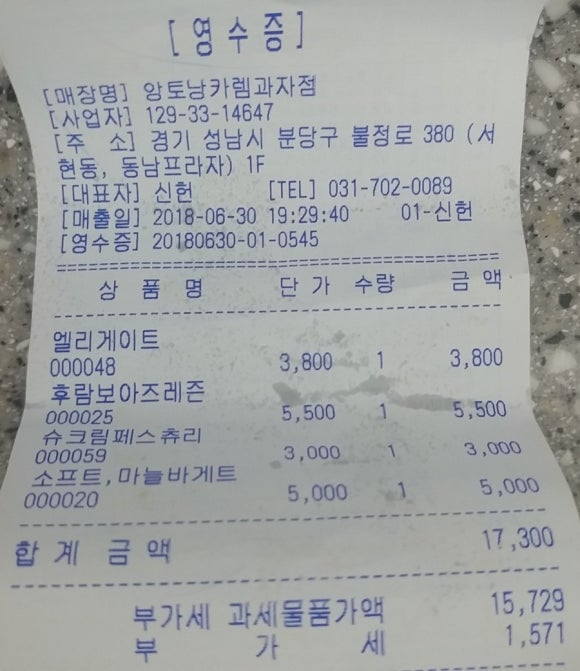 [영수증]
[매장명] 앙토낭카렘과자점
[사업자] 129-33-14647
[주 소] 경기 성남시 분당구 불정로 380 (서
현동, 동남프라자) 1F
[대표자] 신헌 [TEL] 031-702-0089
[매출일] 2018-06-30 19:29:40 01-신헌
[영수증] 20180630-01-0545
상 품 명 단 가 수량 금 액
엘리게이트
000048 3,800 1 3,800
후람보아즈레즌
000025 5,500 1 5,500
슈크림페스츄리
000059 3,000 1 3,000
소프트,마늘바게트
000020 5,000 1 5,000
합 계 금 액 17,300
부가세 과세물품가액 15,729
부 가 세 1,571